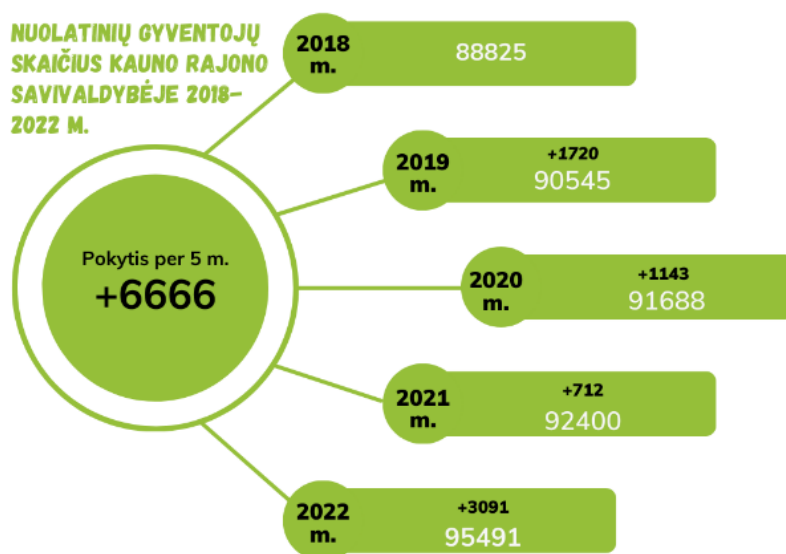 NUOLATINIŲ GYVENTOJŲ
SKAIČIUS KAUNO RAJONO
SAVIVALDYBĖJE 2018-
2022 M.
2018
m.
88825
2019
m.
+1720
90545
Pokytis per 5 m.
+6666
2020
m.
+1143
91688
2021
m.
+712
92400
2022
m.
+3091
95491